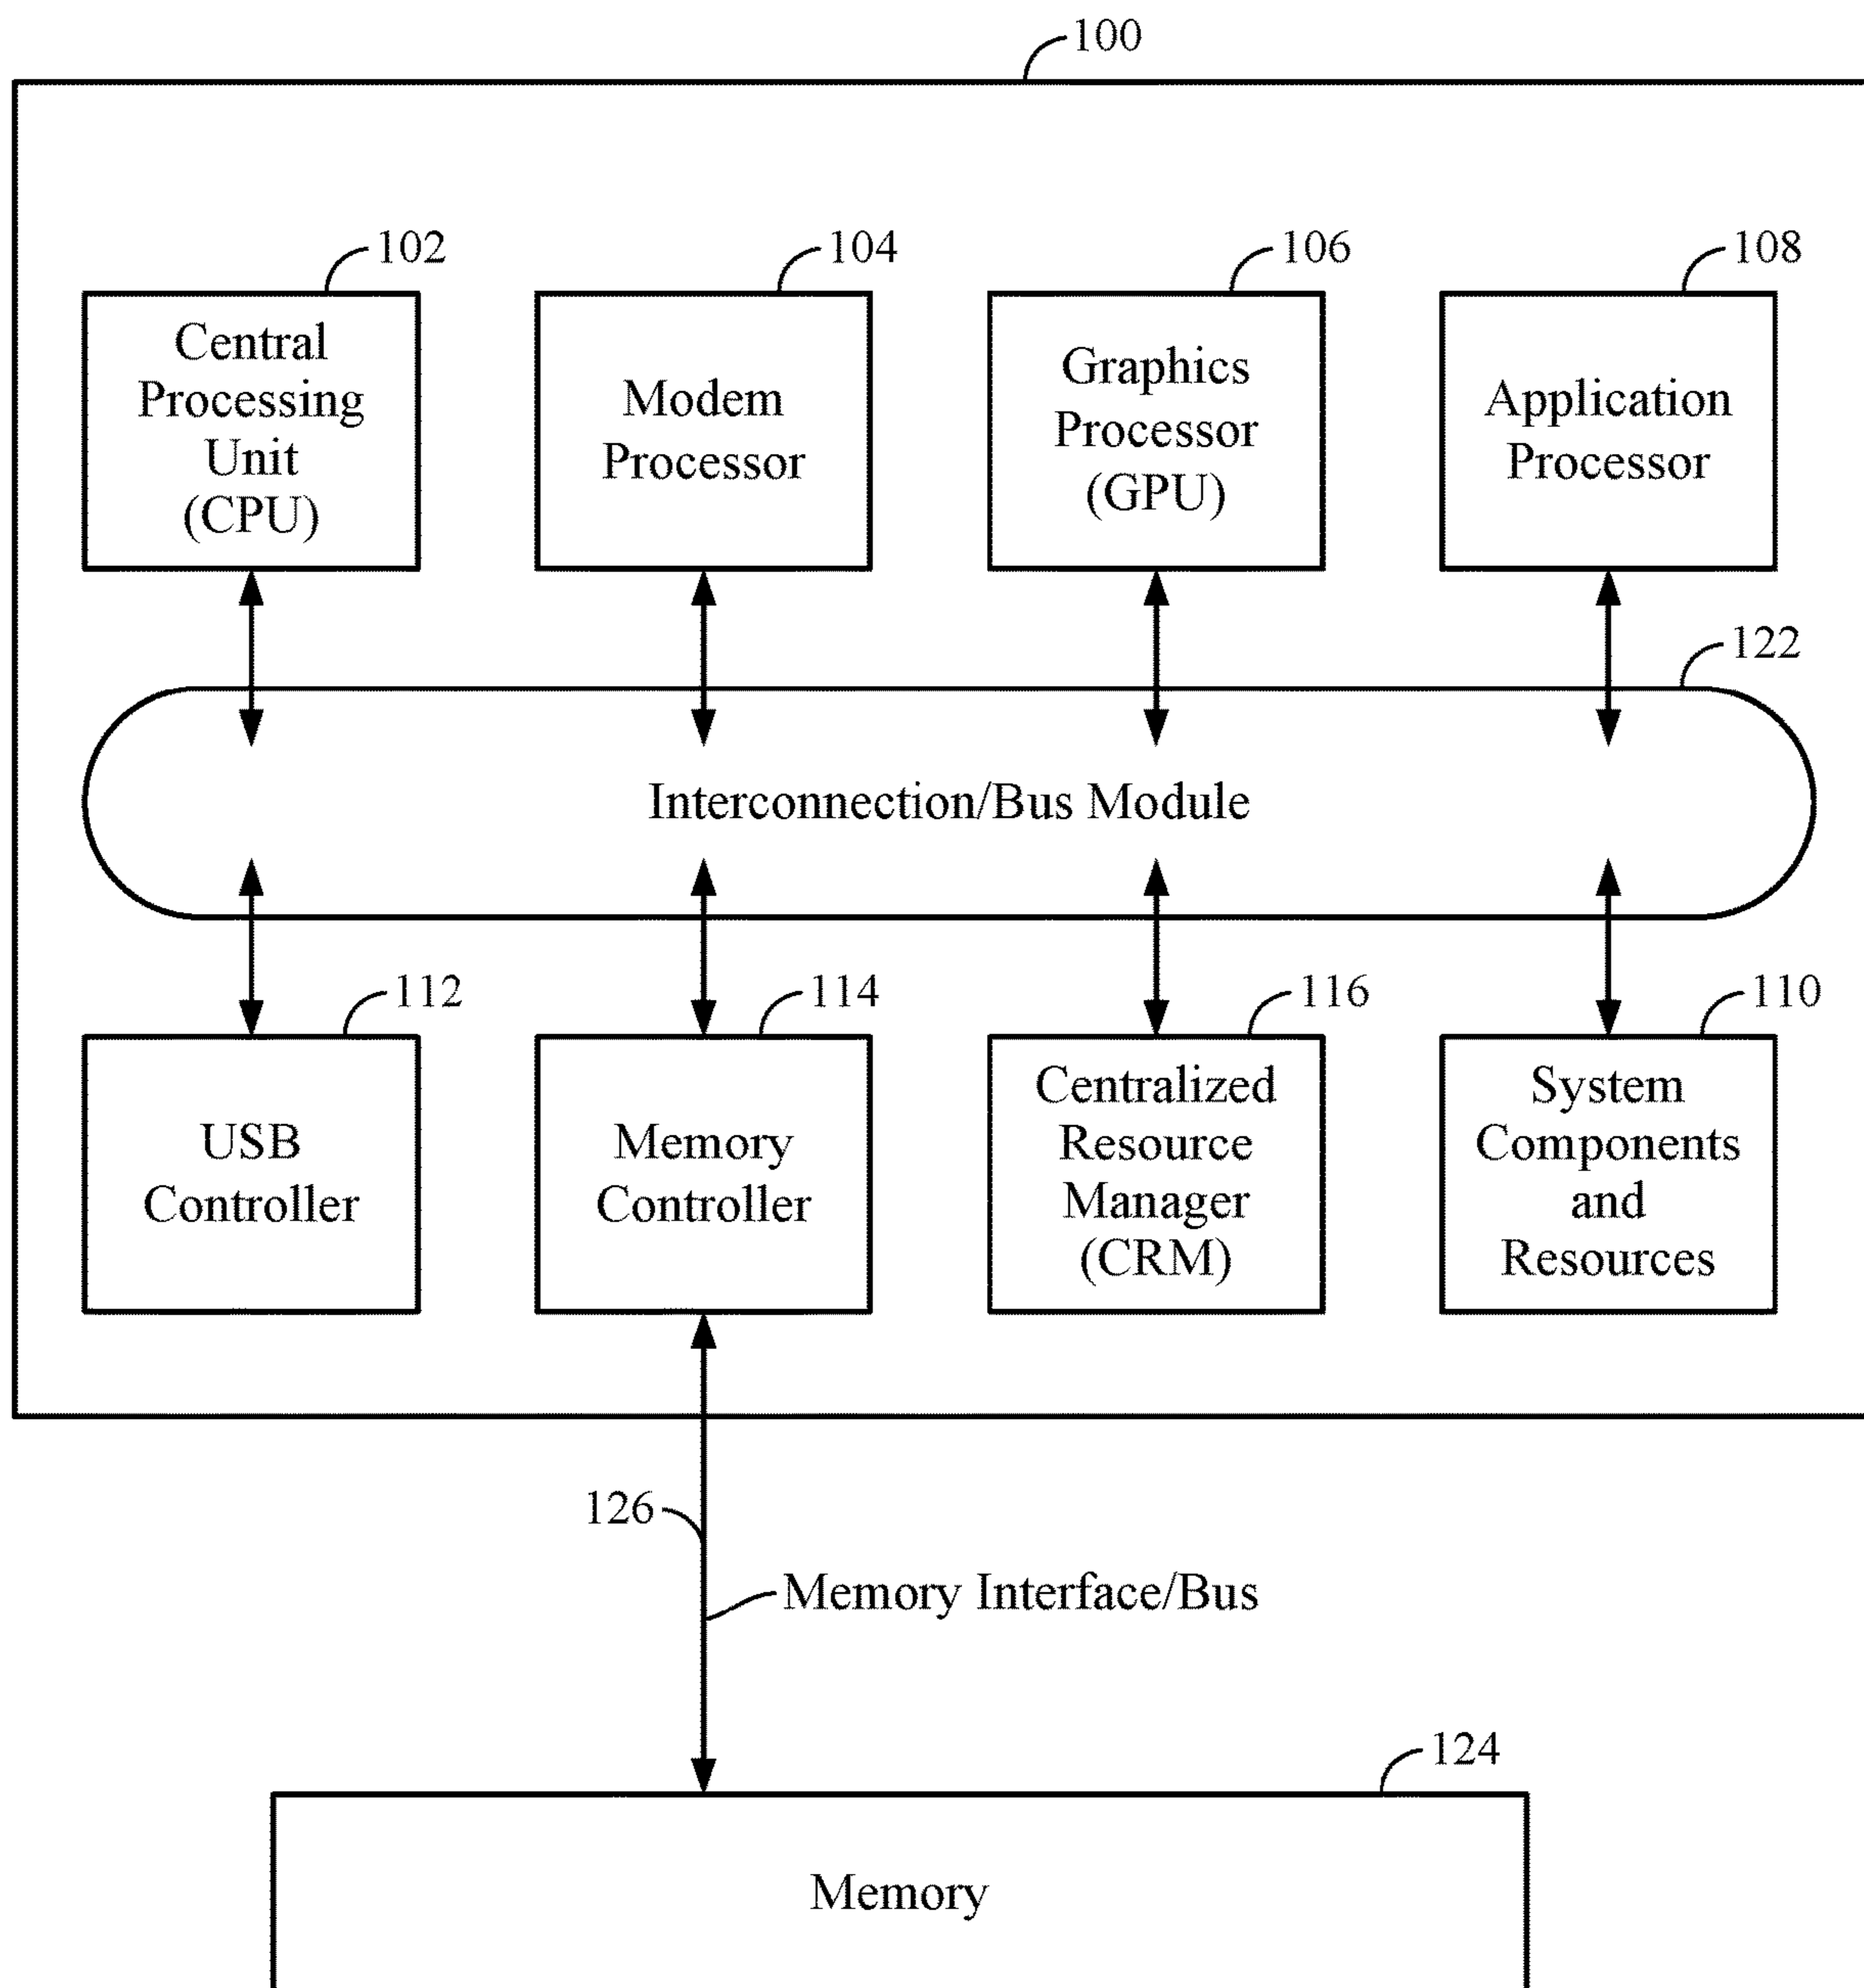 100
102
104
106
108
Central
Processing
Unit
(CPU)
Modem
Processor
Graphics
Processor
(GPU)
Application
Processor
122
Interconnection/Bus Module
112
114
116
110
USB
Controller
Memory
Controller
Centralized
Resource
Manager
(CRM)
System
Components
and
Resources
126
Memory Interface/Bus
124
Memory